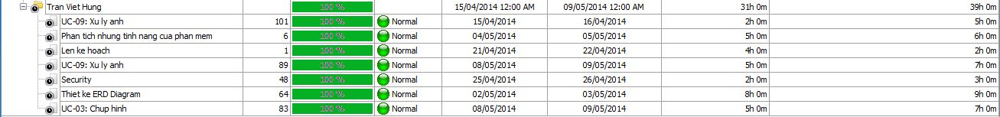 Tran Viet Hung 100 % 15/04/2014 12:00 AM 09/05/2014 12:00 AM 31h 0m 39h 0m
UC-09: Xu ly anh 101 100 % Normal 15/04/2014 16/04/2014 2h 0m 5h 0m
Phan tich nhung tinh nang cua phan mem 6 100 % Normal 04/05/2014 05/05/2014 5h 0m 6h 0m
Len ke hoach 1 100 % Normal 21/04/2014 22/04/2014 4h 0m 2h 0m
UC-09: Xu ly anh 89 100 % Normal 08/05/2014 09/05/2014 5h 0m 7h 0m
Security 48 100 % Normal 25/04/2014 26/04/2014 2h 0m 3h 0m
Thiet ke ERD Diagram 64 100 % Normal 02/05/2014 03/05/2014 8h 0m 9h 0m
UC-03: Chup hinh 83 100 % Normal 08/05/2014 09/05/2014 5h 0m 7h 0m